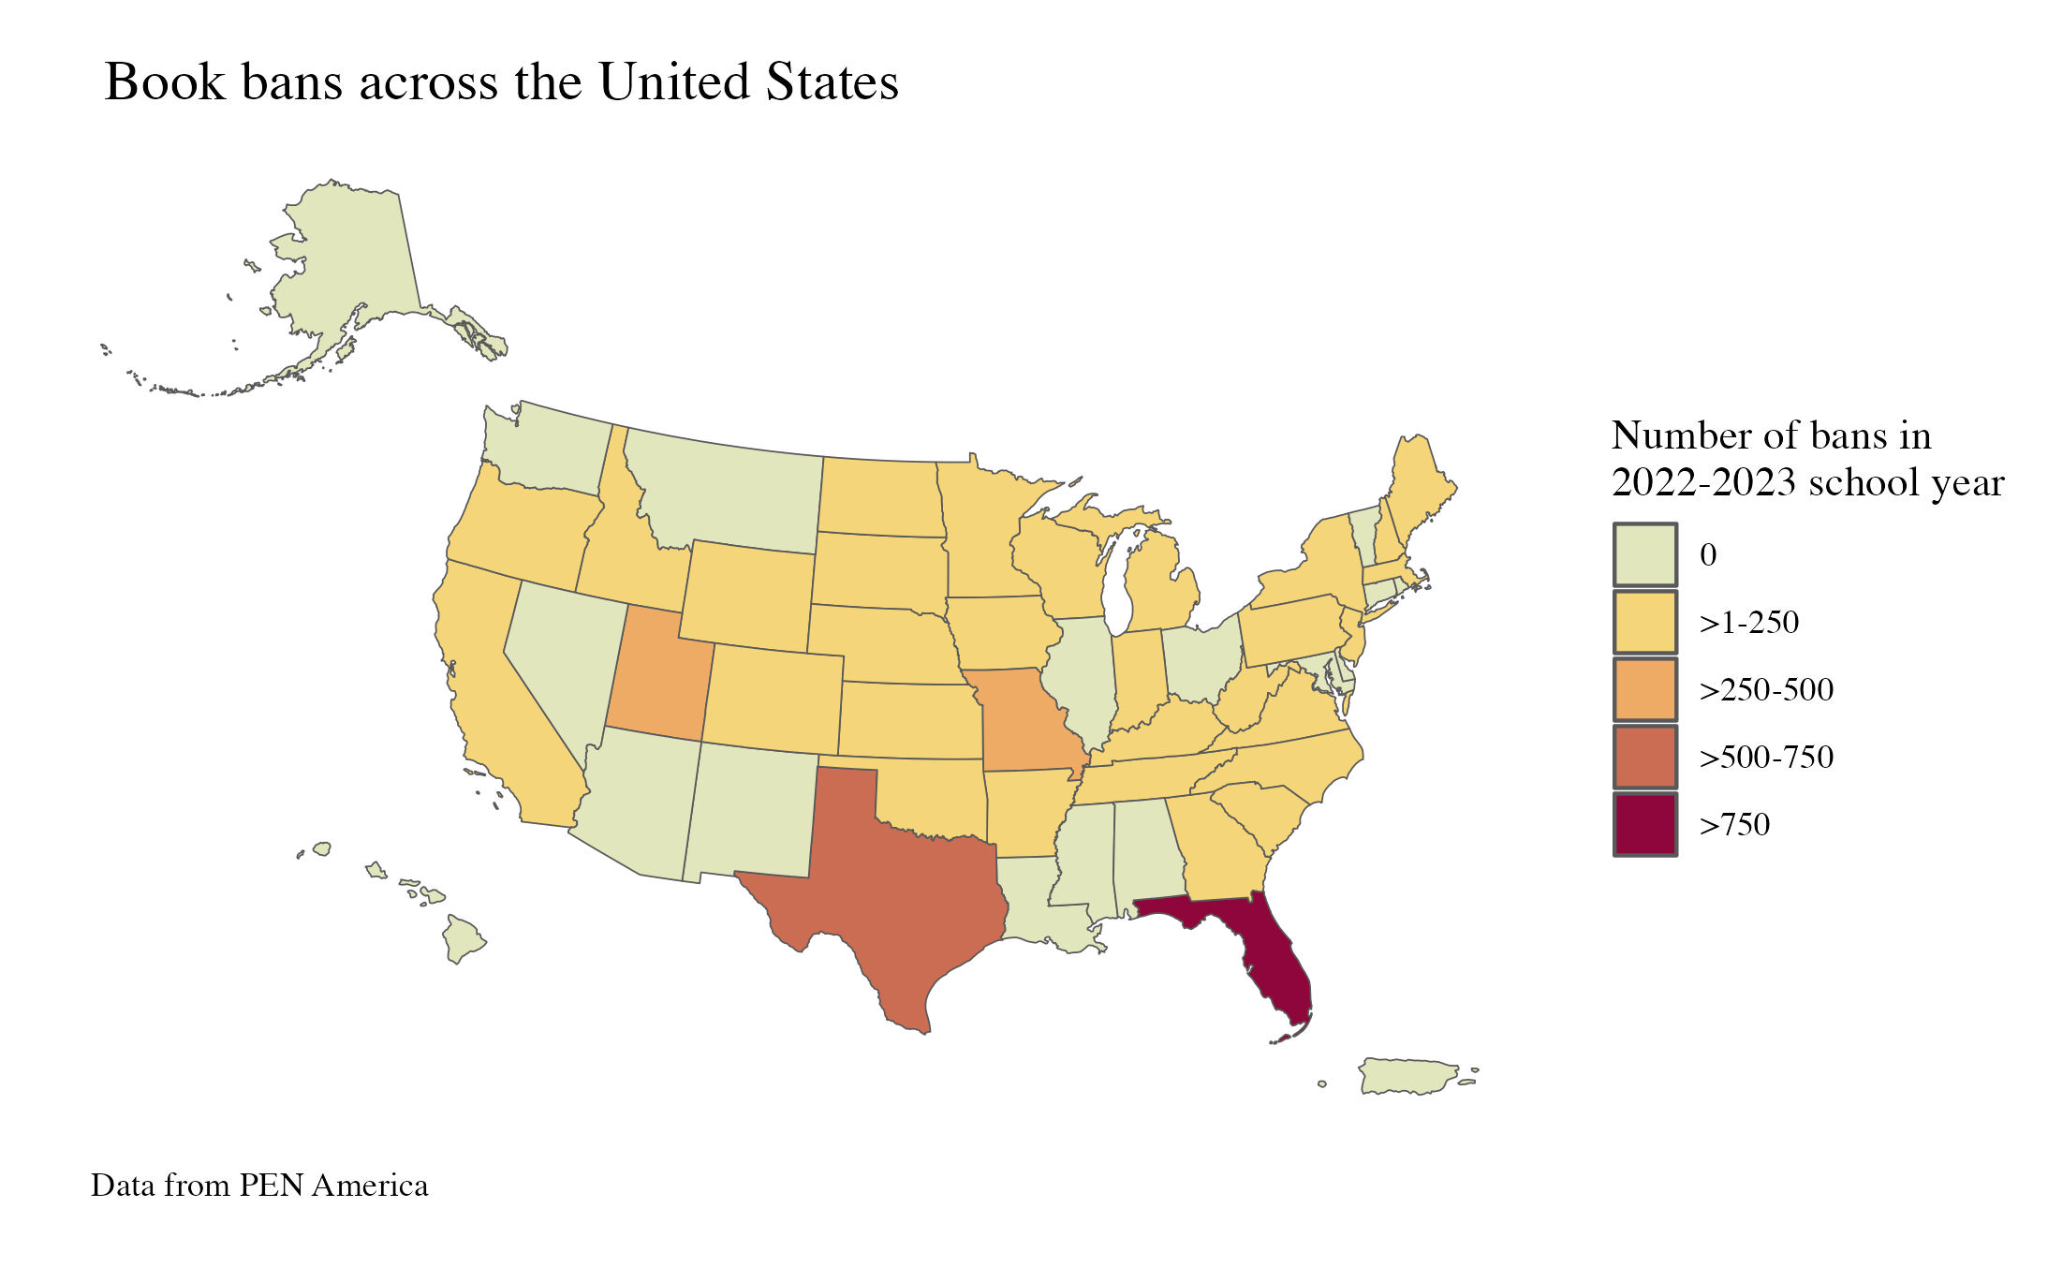 Book bans across the United States
Number of bans in
2022-2023 school year
0
>1-250
>250-500
>500-750
>750
Data from PEN America